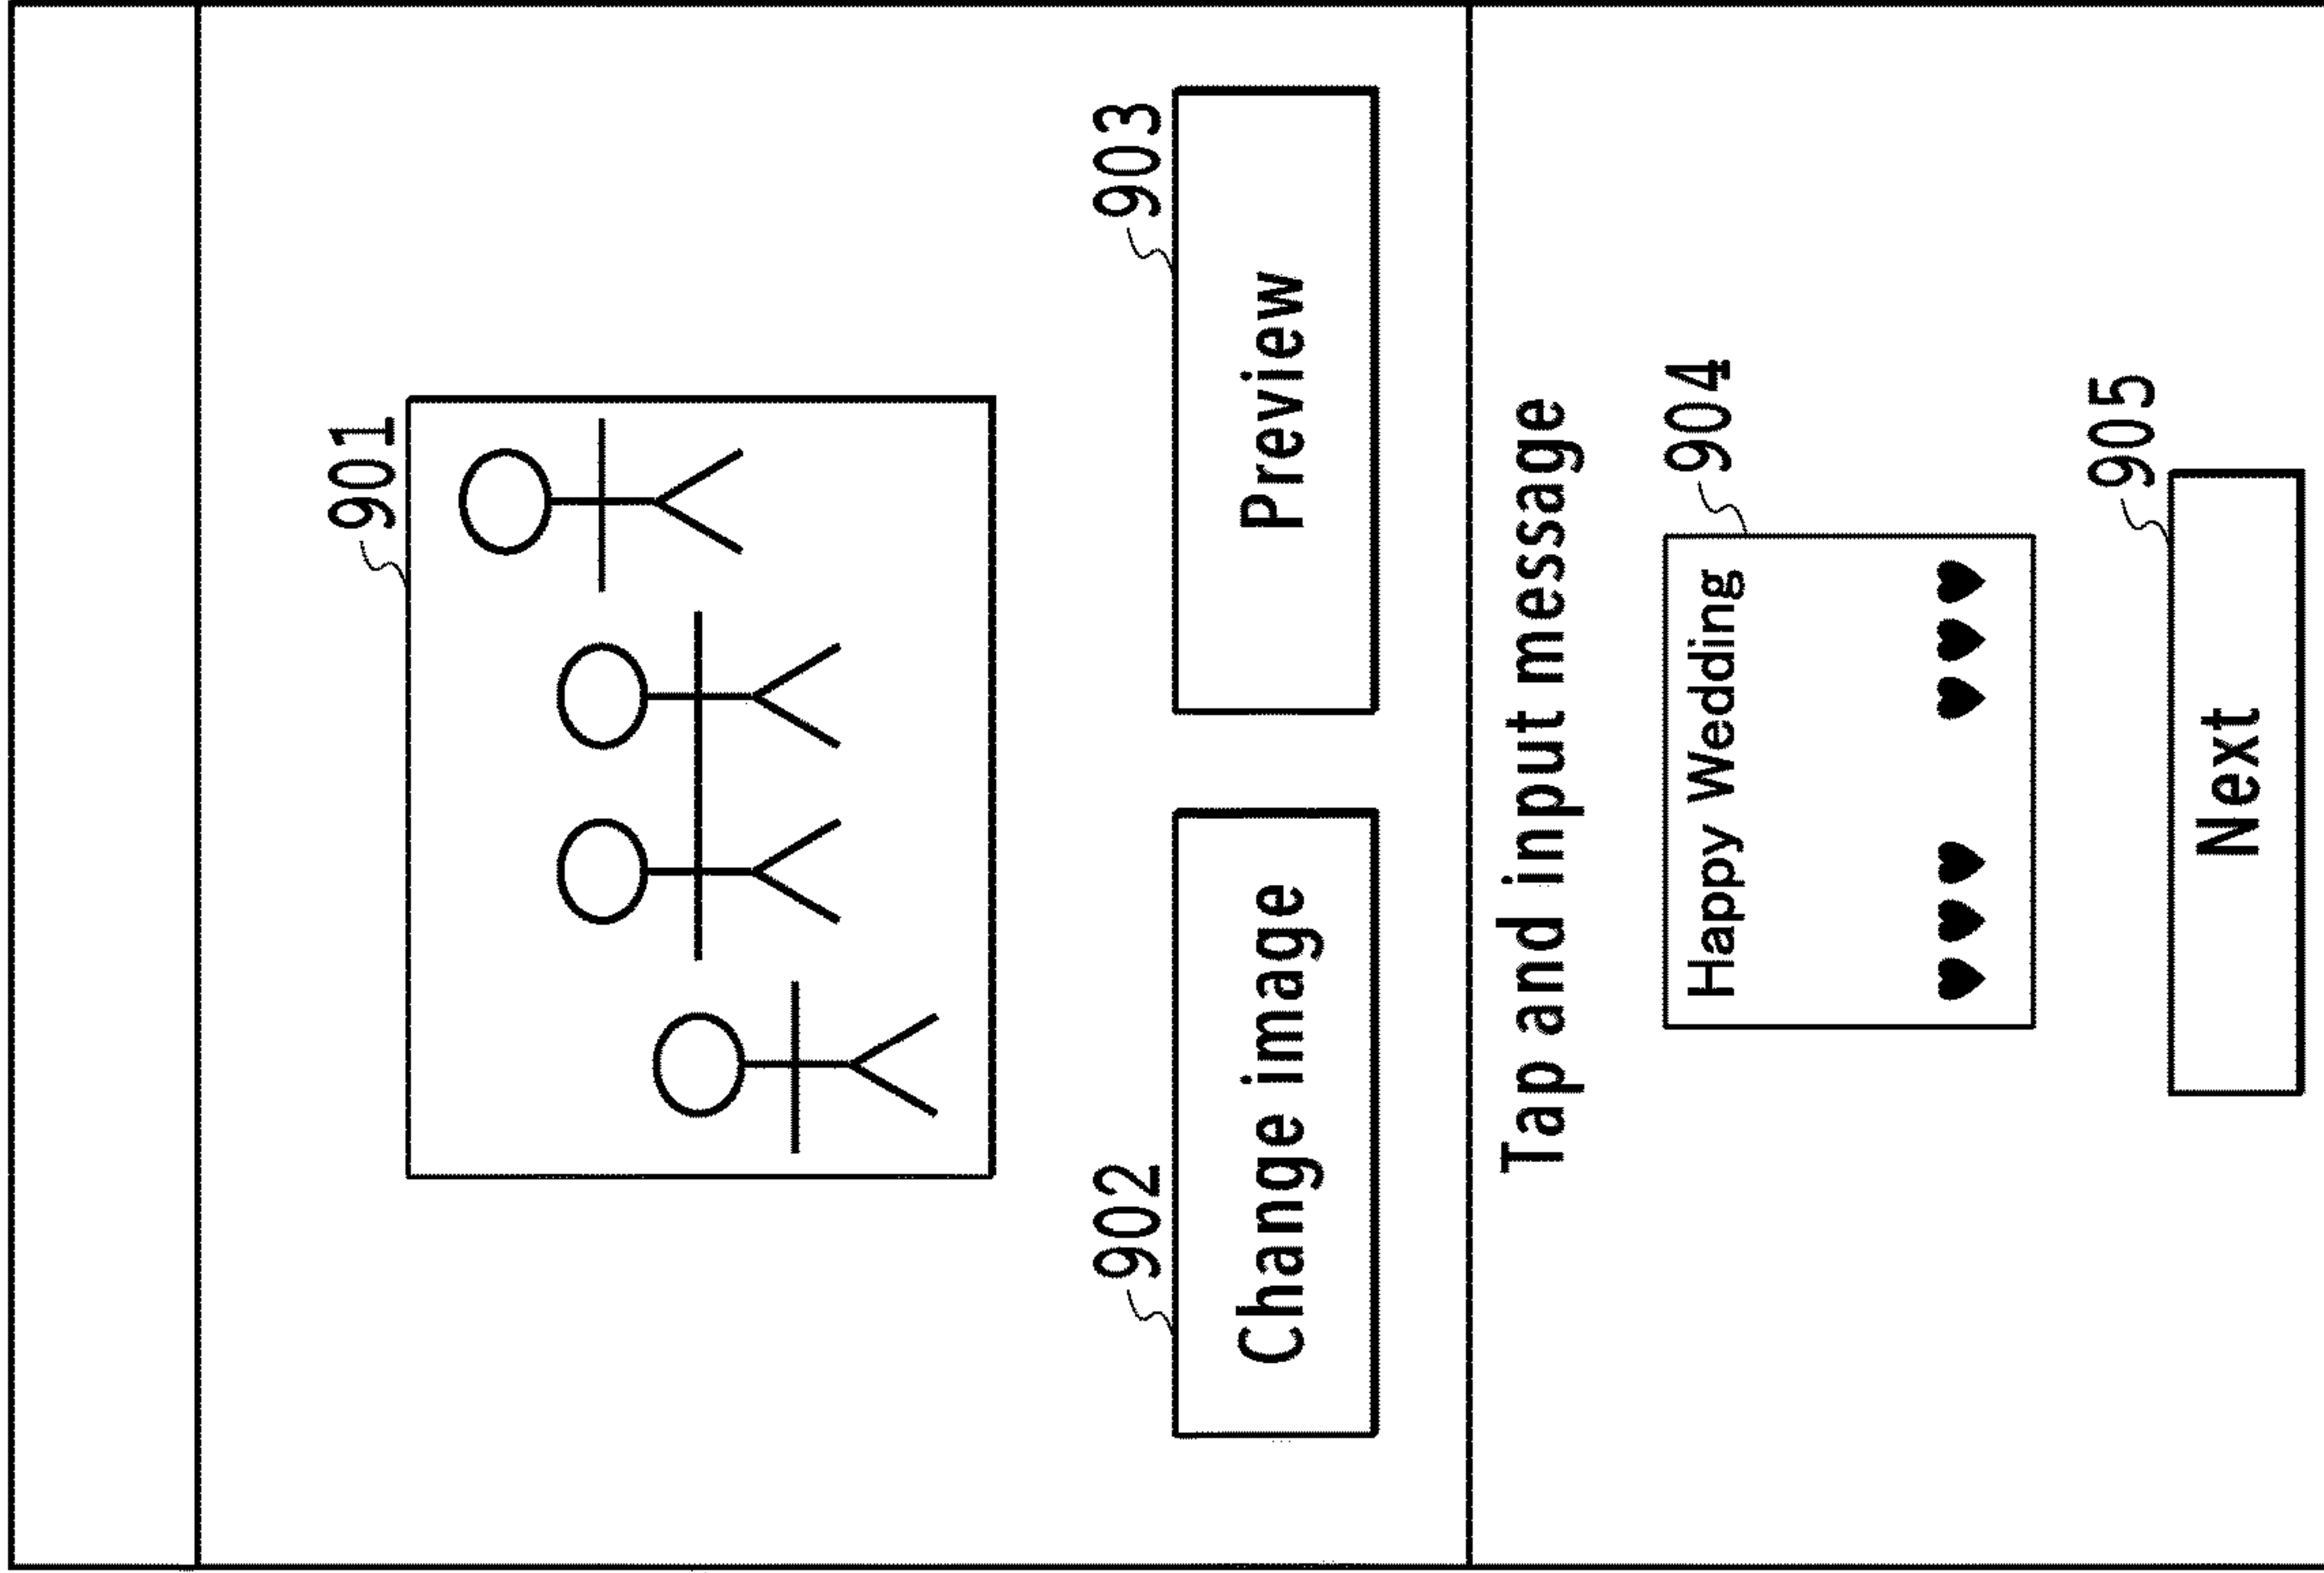 901
902
903
Change image
Preview
Tap and input message
904
Happy Wedding
♥♥♥ ♥♥♥
905
Next